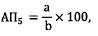 АП₅ = a/b × 100,